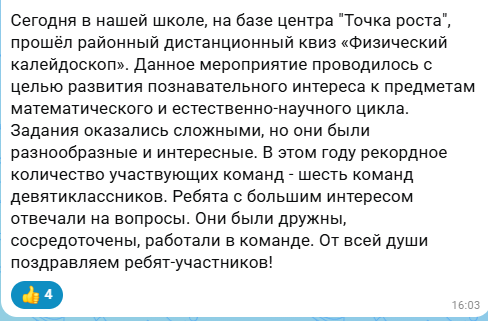 Сегодня в нашей школе, на базе центра "Точка роста",
прошёл районный дистанционный квиз «Физический
калейдоскоп». Данное мероприятие проводилось с
целью развития познавательного интереса к предметам
математического и естественно-научного цикла.
Задания оказались сложными, но они были
разнообразные и интересные. В этом году рекордное
количество участвующих команд - шесть команд
девятиклассников. Ребята с большим интересом
отвечали на вопросы. Они были дружны,
сосредоточены, работали в команде. От всей души
поздравляем ребят-участников!
👍 4
16:03